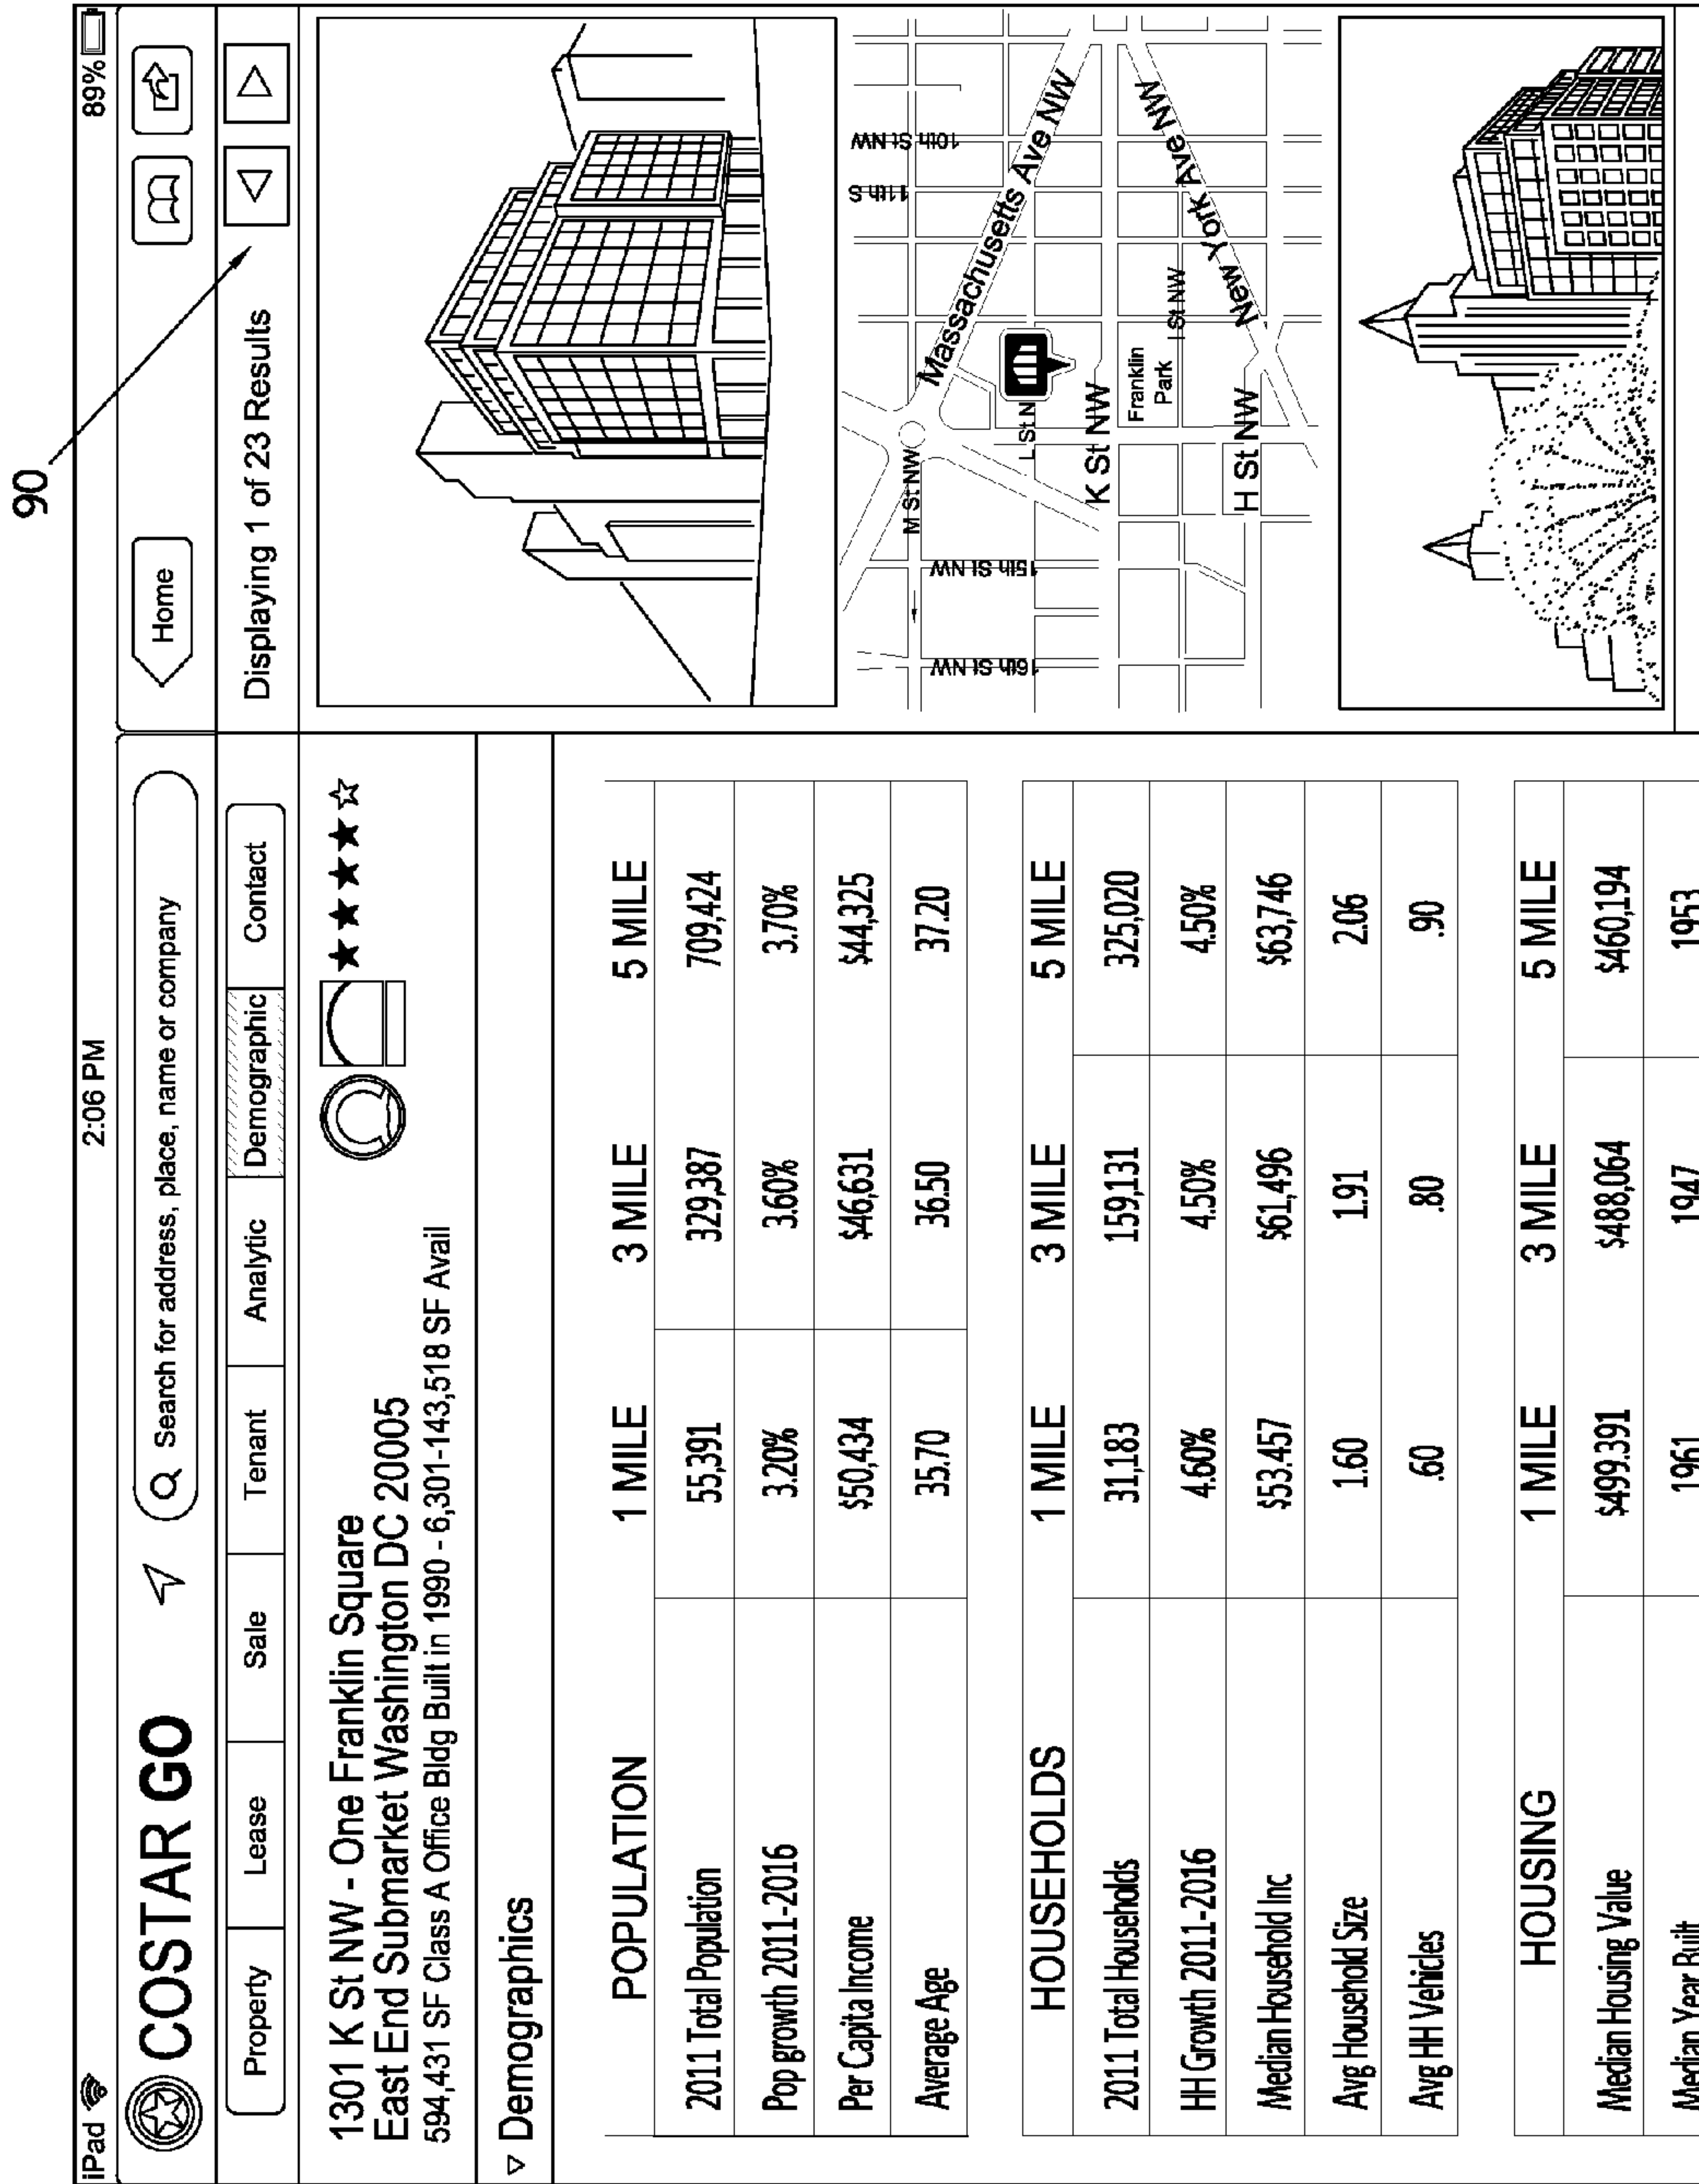 90
iPad 2:06 PM 89%
COSTAR GO Search for address, place, name or company Home
Property Lease Sale Tenant Analytic Demographic Contact Displaying 1 of 23 Results
1301 K St NW - One Franklin Square
East End Submarket Washington DC 20005
594,431 SF Class A Office Bldg Built in 1990 - 6,301-143,518 SF Avail
Demographics
POPULATION 1 MILE 3 MILE 5 MILE
2011 Total Population 55,391 329,387 709,424
Pop growth 2011-2016 3.20% 3.60% 3.70%
Per Capita Income $50,434 $46,631 $44,325
Average Age 35.70 36.50 37.20
HOUSEHOLDS 1 MILE 3 MILE 5 MILE
2011 Total Households 31,183 159,131 325,020
HH Growth 2011-2016 4.60% 4.50% 4.50%
Median Household Inc $53.457 $61,496 $63,746
Avg Household Size 1.60 1.91 2.06
Avg HH Vehicles .60 .80 .90
HOUSING 1 MILE 3 MILE 5 MILE
Median Housing Value $499.391 $488,064 $460,194
Median Year Built 1961 1947 1953
16th St NW
15th St NW
M St NW
11th S
10th St NW
Massachusetts Ave NW
L St N
K St NW
Franklin
Park
I St NW
New York Ave NW
H St NW